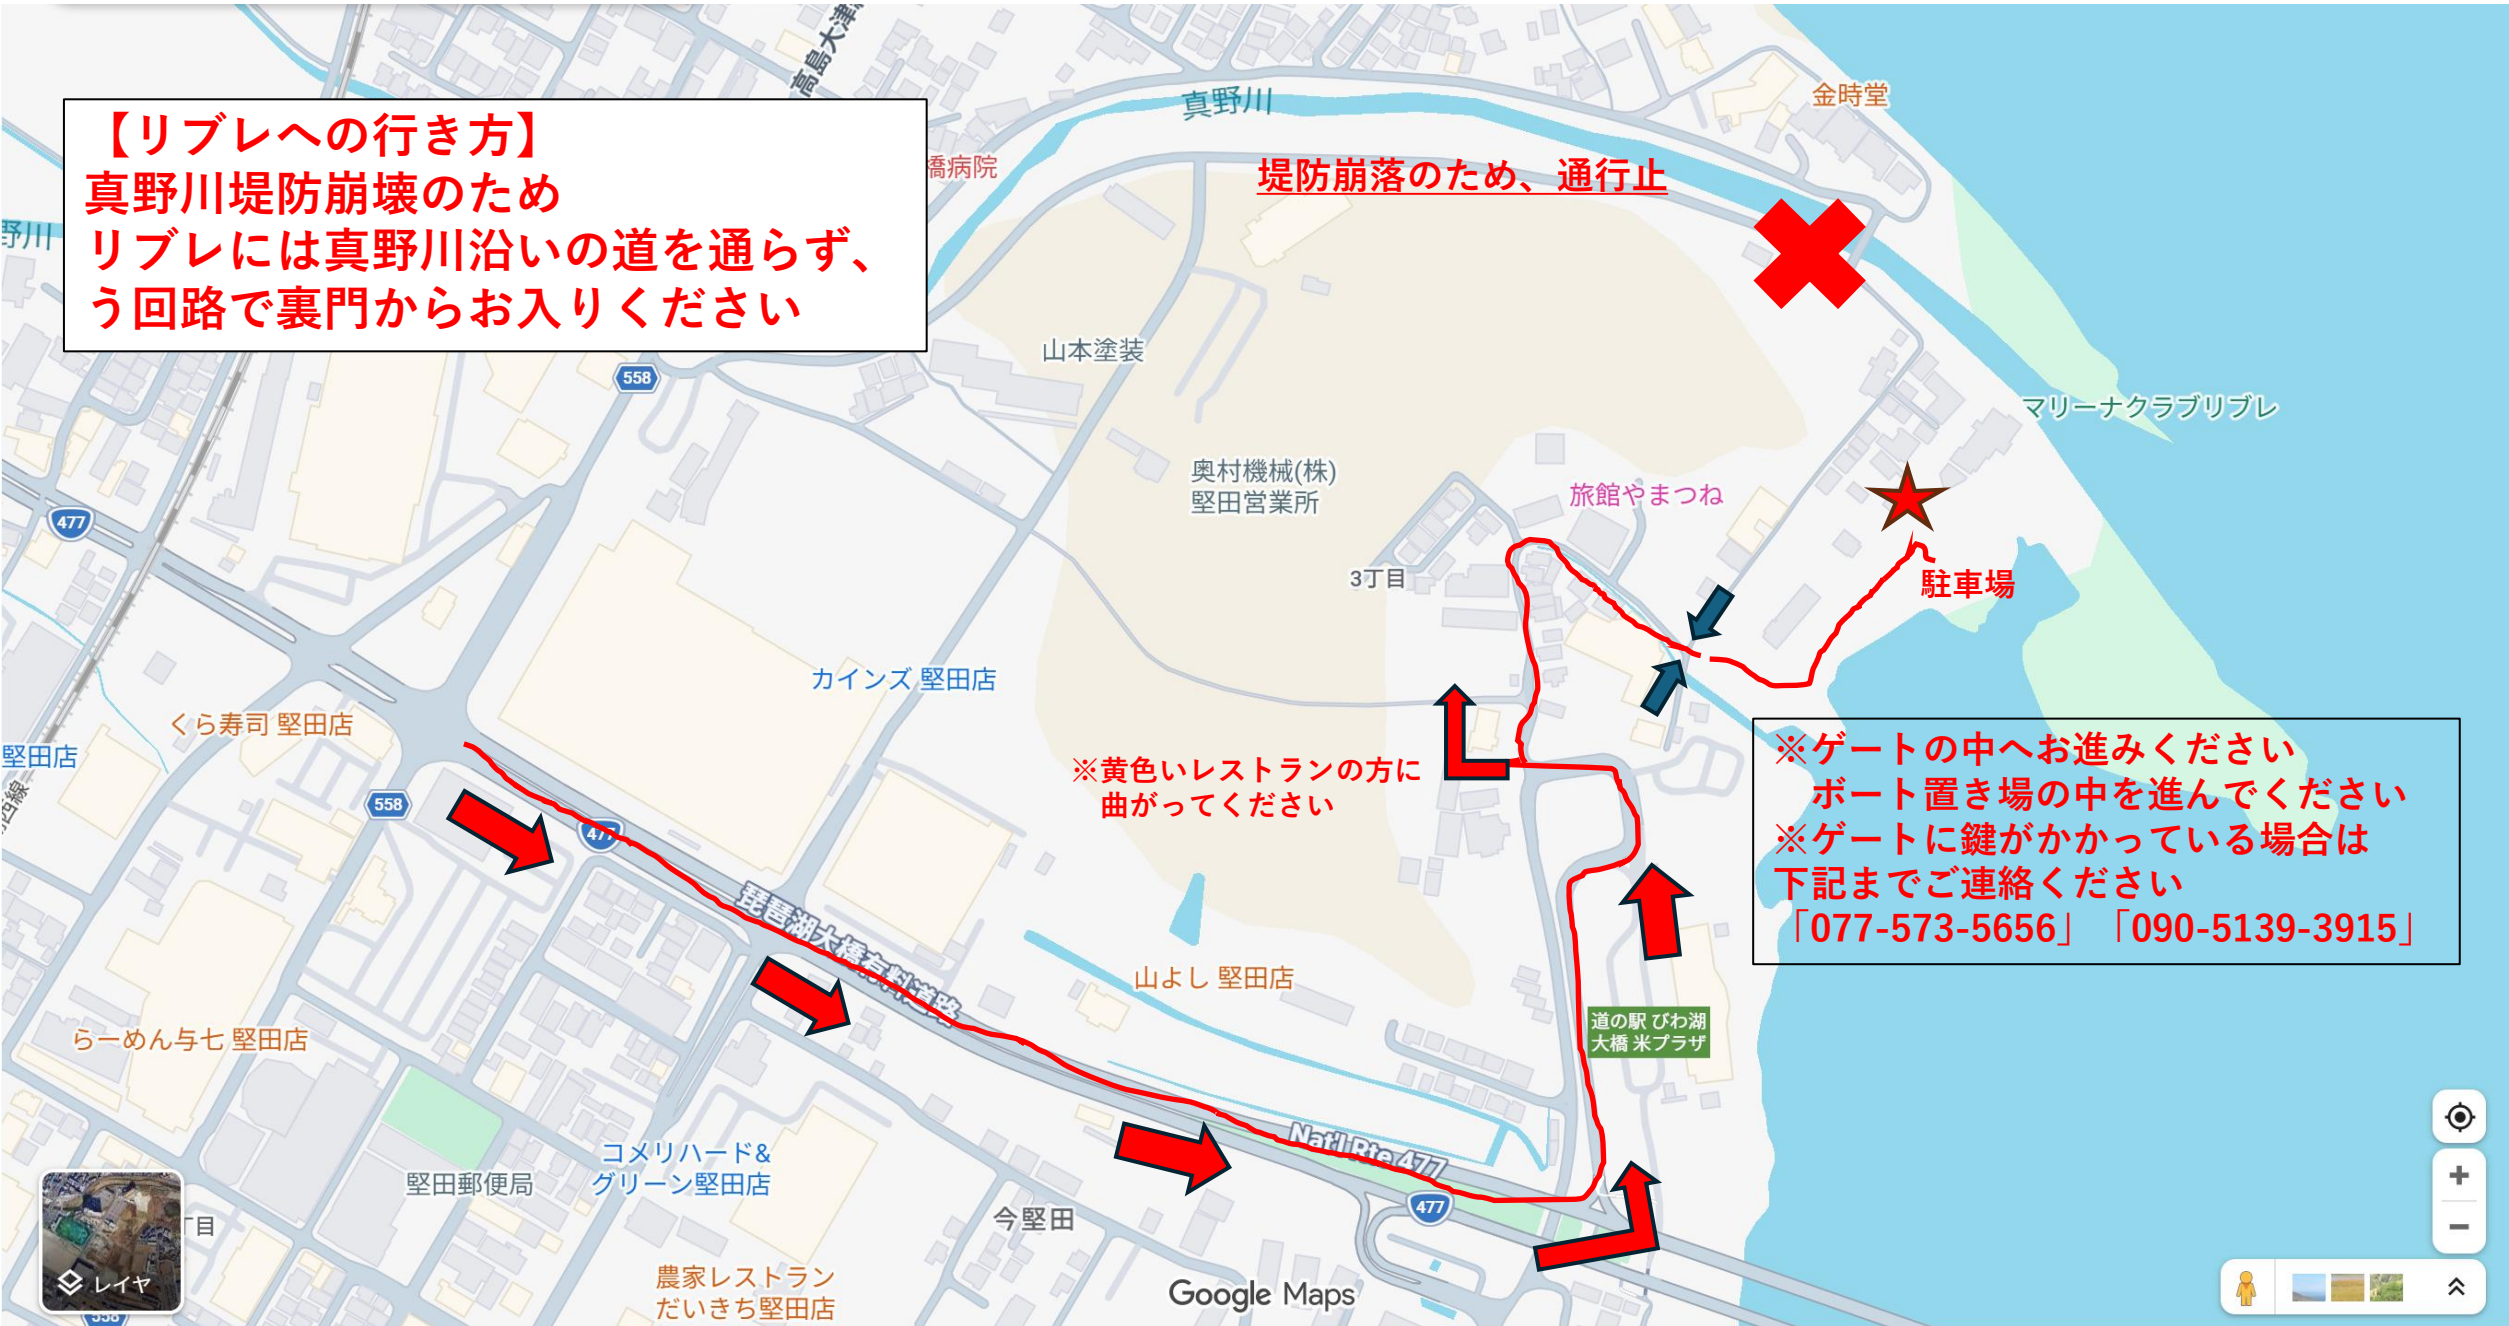 高島大津
真野川
金時堂
【リブレへの行き方】
真野川堤防崩壊のため
リブレには真野川沿いの道を通らず、
う回路で裏門からお入りください
橋病院
堤防崩落のため、通行止
野川
山本塗装
558
マリーナクラブリブレ
奥村機械(株)
堅田営業所
旅館やまつね
477
3丁目
駐車場
カインズ 堅田店
くら寿司 堅田店
堅田店
西線
※黄色いレストランの方に
曲がってください
※ゲートの中へお進みください
ボート置き場の中を進んでください
※ゲートに鍵がかかっている場合は
下記までご連絡ください
「077-573-5656」「090-5139-3915」
558
477
琵琶湖大橋有料道路
山よし 堅田店
道の駅 びわ湖
大橋 米プラザ
らーめん与七 堅田店
コメリハード&
グリーン堅田店
Nat'l Rte 477
堅田郵便局
477
丁目
今堅田
農家レストラン
だいきち堅田店
レイヤ
Google Maps
558